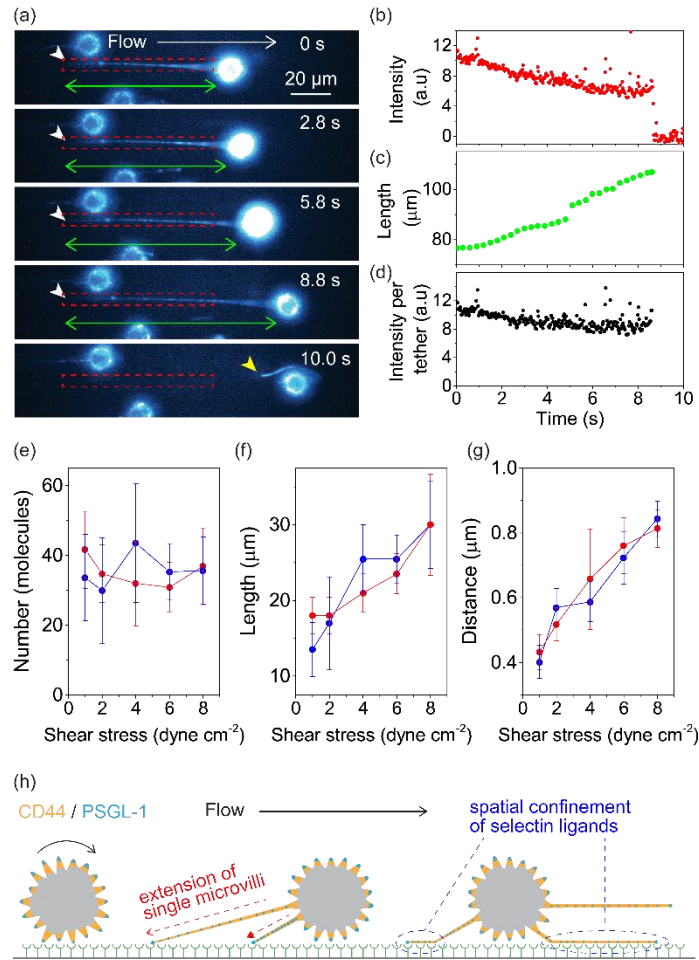 (a)
Flow
0 s
20 μm
2.8 s
5.8 s
8.8 s
10.0 s
(b)
Intensity
(a.u)
12
8
4
0
(c)
Length
(μm)
100
80
(d)
Intensity per
tether (a.u)
16
12
8
4
0
0 2 4 6 8 10
Time (s)
(e)
Number (molecules)
60
40
20
0
0 2 4 6 8
Shear stress (dyne cm-2)
(f)
Length (μm)
30
20
10
0 2 4 6 8
Shear stress (dyne cm-2)
(g)
Distance (μm)
1.0
0.8
0.6
0.4
0 2 4 6 8
Shear stress (dyne cm-2)
(h)
CD44 / PSGL-1
Flow
spatial confinement
of selectin ligands
extension of
single microvilli